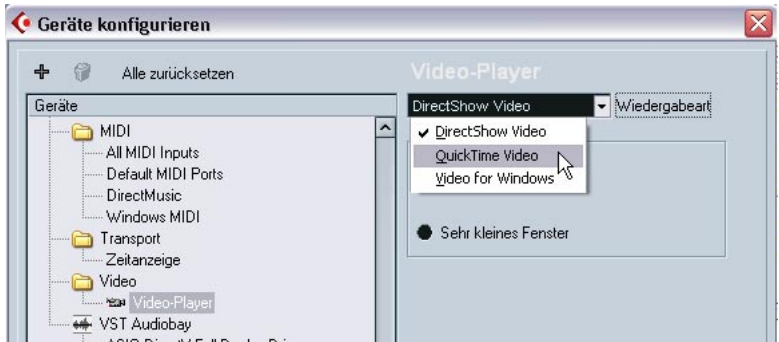 Geräte konfigurieren
Alle zurücksetzen
Video-Player
Geräte
MIDI
All MIDI Inputs
Default MIDI Ports
DirectMusic
Windows MIDI
Transport
Zeitanzeige
Video
Video-Player
VST Audiobay
DirectShow Video
Wiedergabeart
DirectShow Video
QuickTime Video
Video for Windows
Sehr kleines Fenster